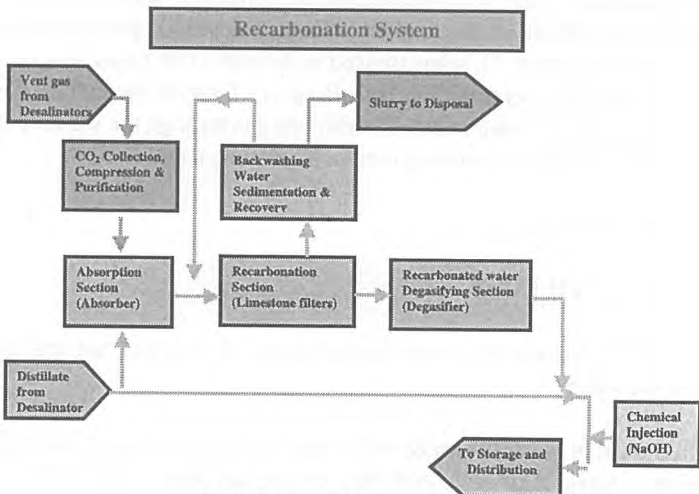 Recarbonation System
Vent gas
from
Desalinators
Slurry to Disposal
CO₂ Collection,
Compression &
Purification
Backwashing
Water
Sedimentation &
Recovery
Absorption
Section
(Absorber)
Recarbonation
Section
(Limestone filters)
Recarbonated water
Degasifying Section
(Degasifier)
Distillate
from
Desalinator
Chemical
Injection
(NaOH)
To Storage and
Distribution